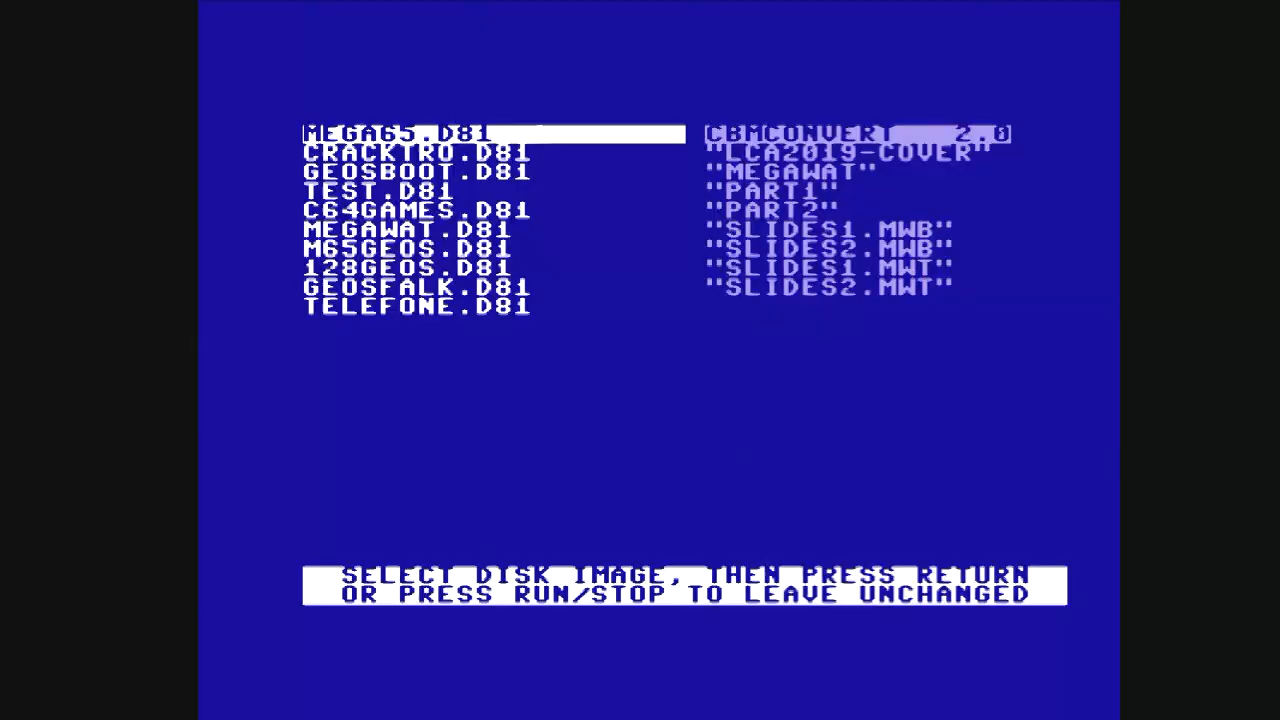 MEGA65.D81
CRACKTRO.D81
GEOSBOOT.D81
TEST.D81
C64GAMES.D81
MEGAWAT.D81
M65GEOS.D81
128GEOS.D81
GEOSFALK.D81
TELEFONE.D81
CBMCONVERT 2.0
"LCA2019-COVER"
"MEGAWAT"
"PART1"
"PART2"
"SLIDES1.MWB"
"SLIDES2.MWB"
"SLIDES1.MWT"
"SLIDES2.MWT"
SELECT DISK IMAGE, THEN PRESS RETURN
OR PRESS RUN/STOP TO LEAVE UNCHANGED